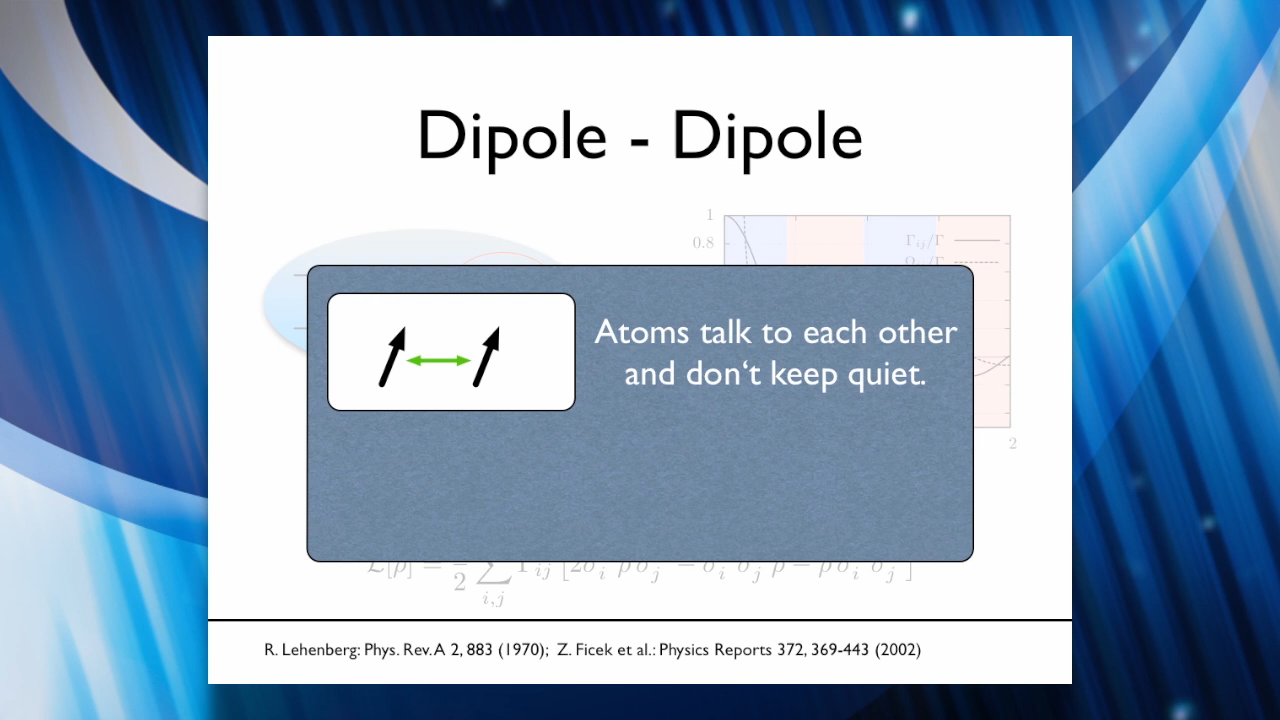 Dipole - Dipole
1
0.8
Γij/Γ
Atoms talk to each other
and don‘t keep quiet.
2
R. Lehenberg: Phys. Rev. A 2, 883 (1970); Z. Ficek et al.: Physics Reports 372, 369-443 (2002)